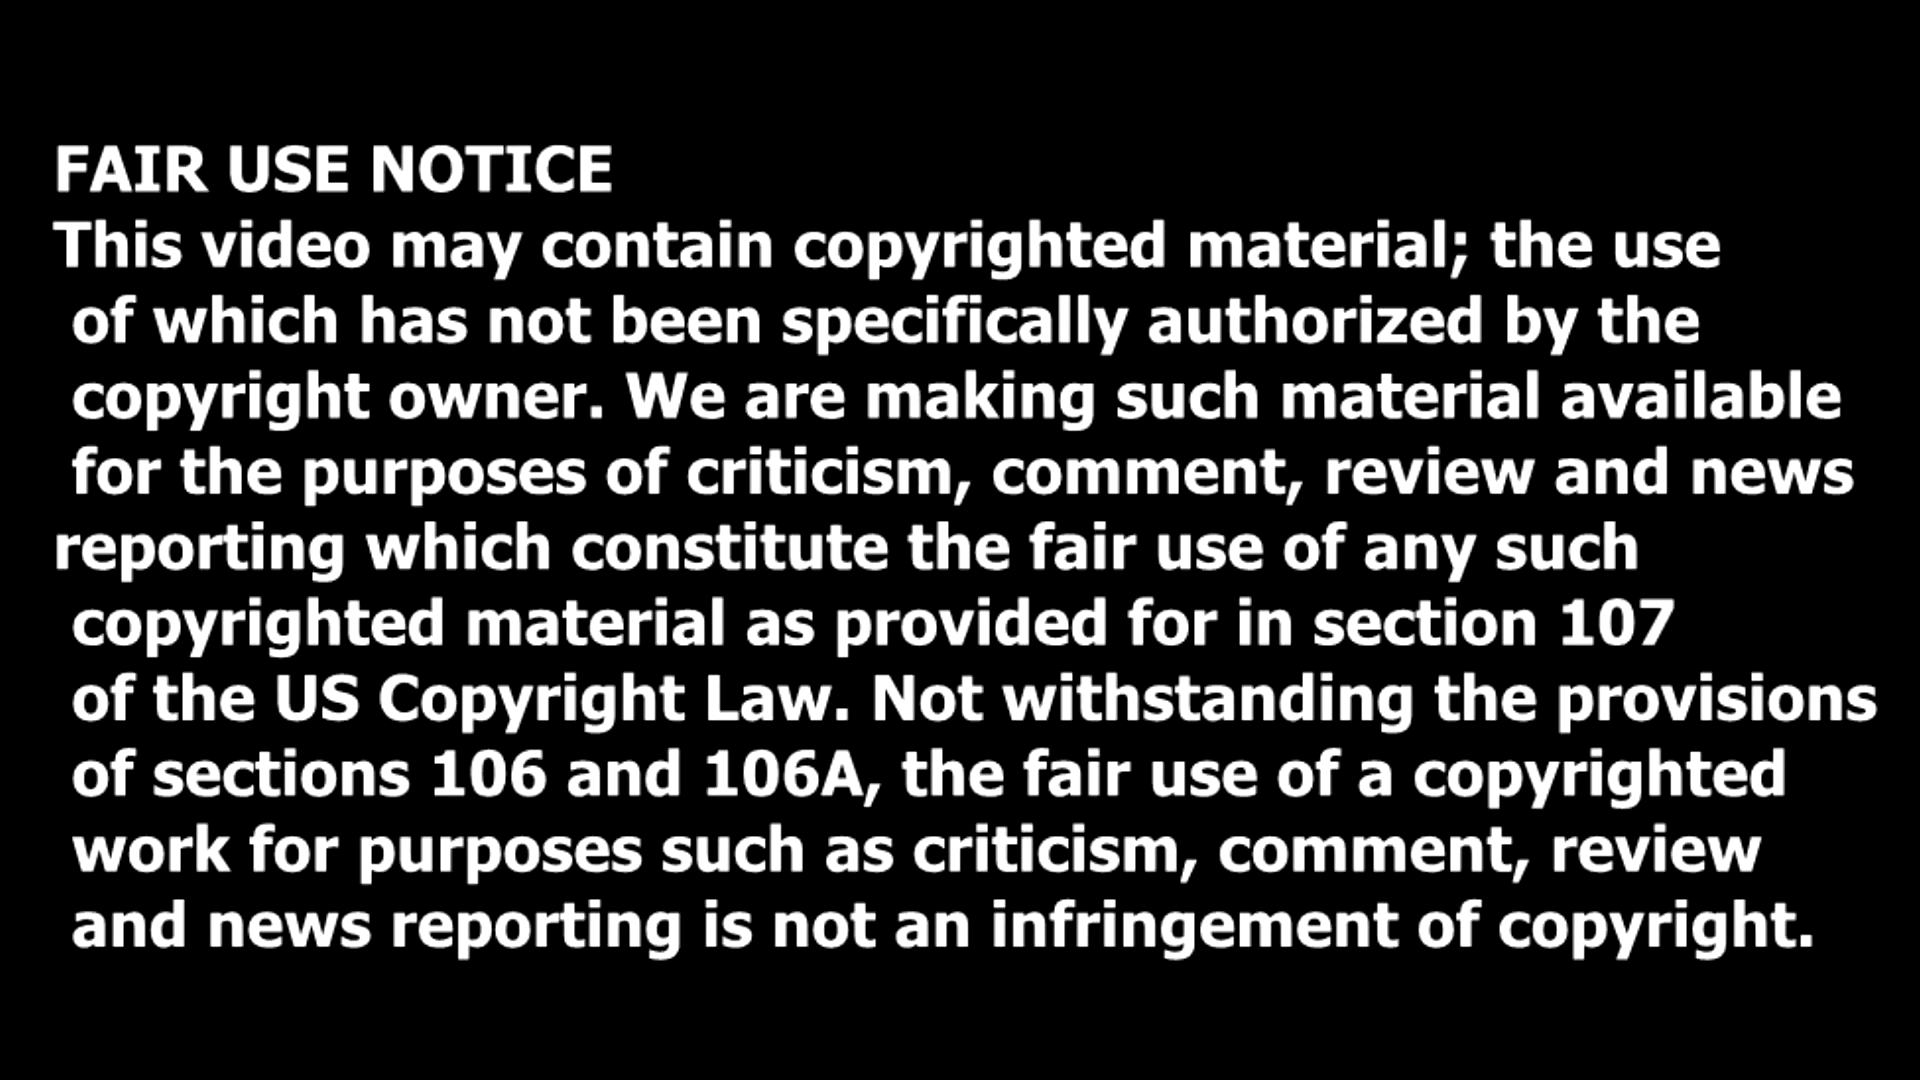 FAIR USE NOTICE
This video may contain copyrighted material; the use
of which has not been specifically authorized by the
copyright owner. We are making such material available
for the purposes of criticism, comment, review and news
reporting which constitute the fair use of any such
copyrighted material as provided for in section 107
of the US Copyright Law. Not withstanding the provisions
of sections 106 and 106A, the fair use of a copyrighted
work for purposes such as criticism, comment, review
and news reporting is not an infringement of copyright.